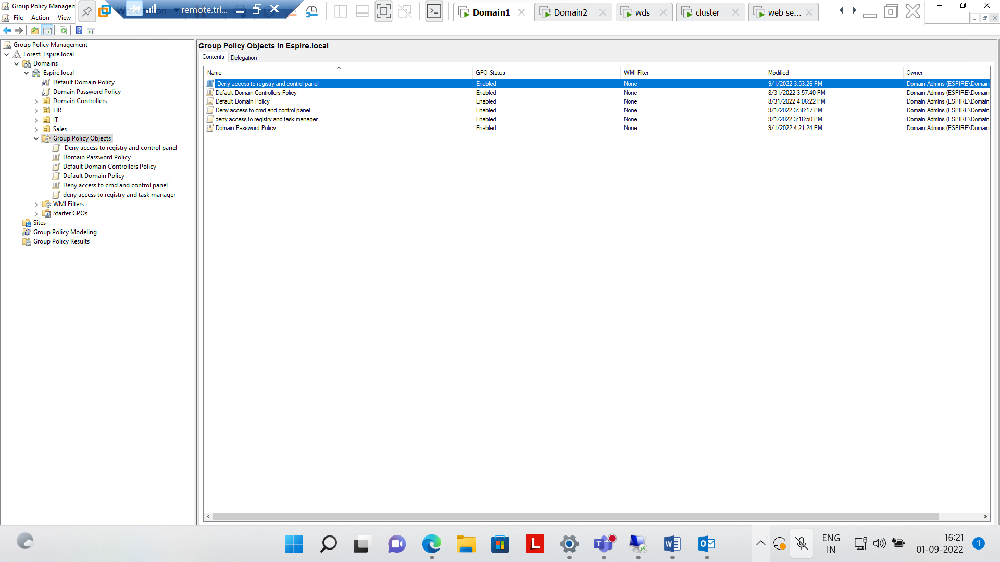 Group Policy Managem
File Action View
remote.trl...
Domain1
Domain2
wds
cluster
web se...
Group Policy Management
Forest: Espire.local
Domains
Espire.local
Default Domain Policy
Domain Password Policy
Domain Controllers
HR
IT
Sales
Group Policy Objects
Deny access to registry and control panel
Domain Password Policy
Default Domain Controllers Policy
Default Domain Policy
Deny access to cmd and control panel
deny access to registry and task manager
WMI Filters
Starter GPOs
Sites
Group Policy Modeling
Group Policy Results
Group Policy Objects in Espire.local
Contents Delegation
Name GPO Status WMI Filter Modified Owner
Deny access to registry and control panel Enabled None 9/1/2022 3:53:26 PM Domain Admins (ESPIRE\Domain
Default Domain Controllers Policy Enabled None 8/31/2022 3:57:40 PM Domain Admins (ESPIRE\Domain
Default Domain Policy Enabled None 8/31/2022 4:06:22 PM Domain Admins (ESPIRE\Domain
Deny access to cmd and control panel Enabled None 9/1/2022 3:36:17 PM Domain Admins (ESPIRE\Domain
deny access to registry and task manager Enabled None 9/1/2022 3:16:50 PM Domain Admins (ESPIRE\Domain
Domain Password Policy Enabled None 9/1/2022 4:21:24 PM Domain Admins (ESPIRE\Domain
L
T
W
O
ENG
IN
16:21
01-09-2022
1